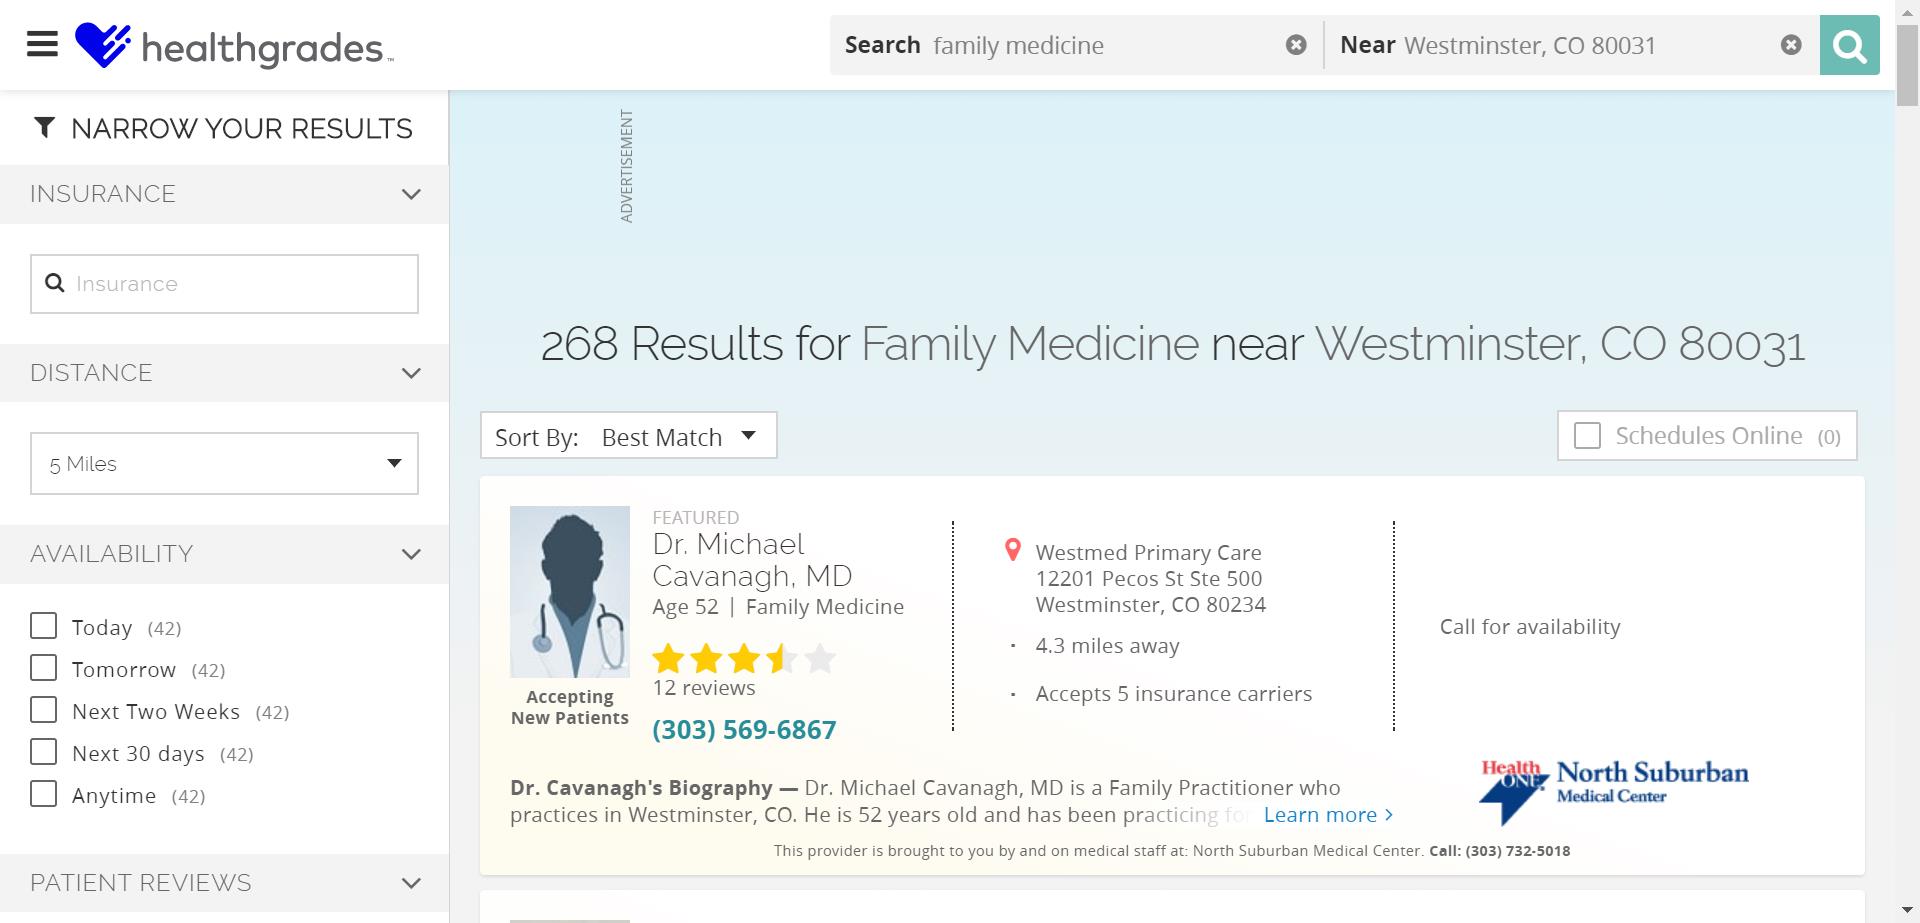 healthgrades™
Search family medicine
Near Westminster, CO 80031
NARROW YOUR RESULTS
INSURANCE
Insurance
DISTANCE
5 Miles
AVAILABILITY
Today (42)
Tomorrow (42)
Next Two Weeks (42)
Next 30 days (42)
Anytime (42)
PATIENT REVIEWS
ADVERTISEMENT
268 Results for Family Medicine near Westminster, CO 80031
Sort By: Best Match
Schedules Online (0)
Accepting
New Patients
FEATURED
Dr. Michael
Cavanagh, MD
Age 52 | Family Medicine
12 reviews
(303) 569-6867
Westmed Primary Care
12201 Pecos St Ste 500
Westminster, CO 80234
· 4.3 miles away
· Accepts 5 insurance carriers
Call for availability
Dr. Cavanagh's Biography — Dr. Michael Cavanagh, MD is a Family Practitioner who
practices in Westminster, CO. He is 52 years old and has been practicing for Learn more >
HealthONE North Suburban
Medical Center
This provider is brought to you by and on medical staff at: North Suburban Medical Center. Call: (303) 732-5018